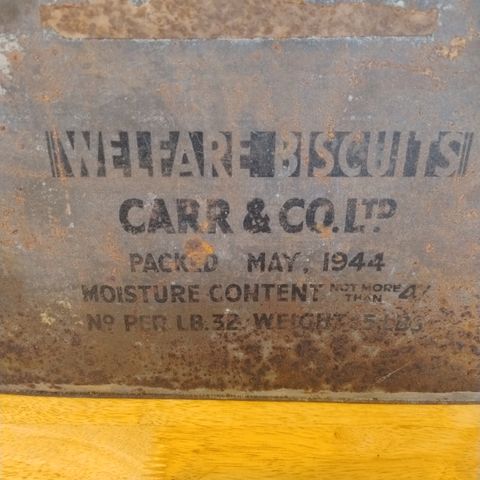 WELFARE BISCUITS
CARR & CO. LTD
PACKED MAY, 1944
MOISTURE CONTENT NOT MORE THAN 4%
Nº PER LB. 32. WEIGHT 5 LBS